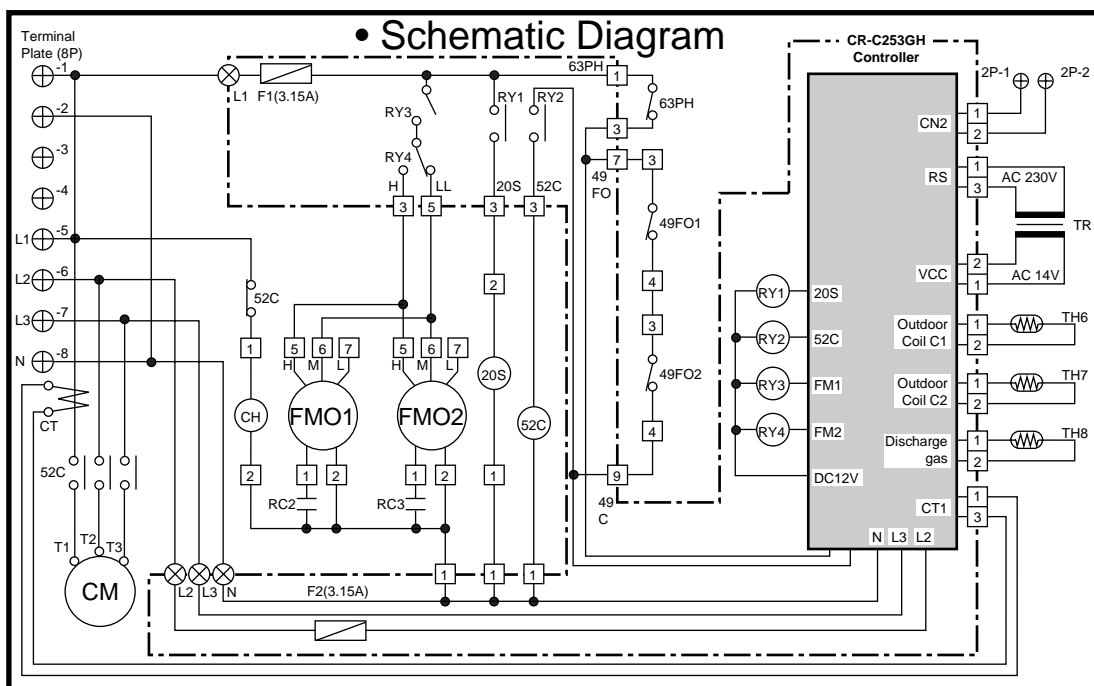 • Schematic Diagram
Terminal
Plate (8P)
-1
-2
-3
-4
L1 -5
L2 -6
L3 -7
N -8
CT
52C
T1 T2 T3
CM
L1 F1(3.15A)
RY3
RY4
H LL
RY1 RY2
20S 52C
3 5 3 3
63PH
1
63PH
3
7 3
49
FO
49FO1
4
3
49FO2
4
9
49
C
52C
1
CH
2
5 6 7
H M L
FMO1
1 2
RC2
5 6 7
H M L
FMO2
1 2
RC3
2
20S
1
52C
1 1 1
L2 L3 N
F2(3.15A)
CR-C253GH
Controller
RY1 20S
RY2 52C
RY3 FM1
RY4 FM2
DC12V
N L3 L2
CN2 1 2
2P-1 2P-2
RS 1 3
AC 230V
TR
VCC 2 1
AC 14V
Outdoor
Coil C1
1 2
TH6
Outdoor
Coil C2
1 2
TH7
Discharge
gas
1 2
TH8
CT1 1 3